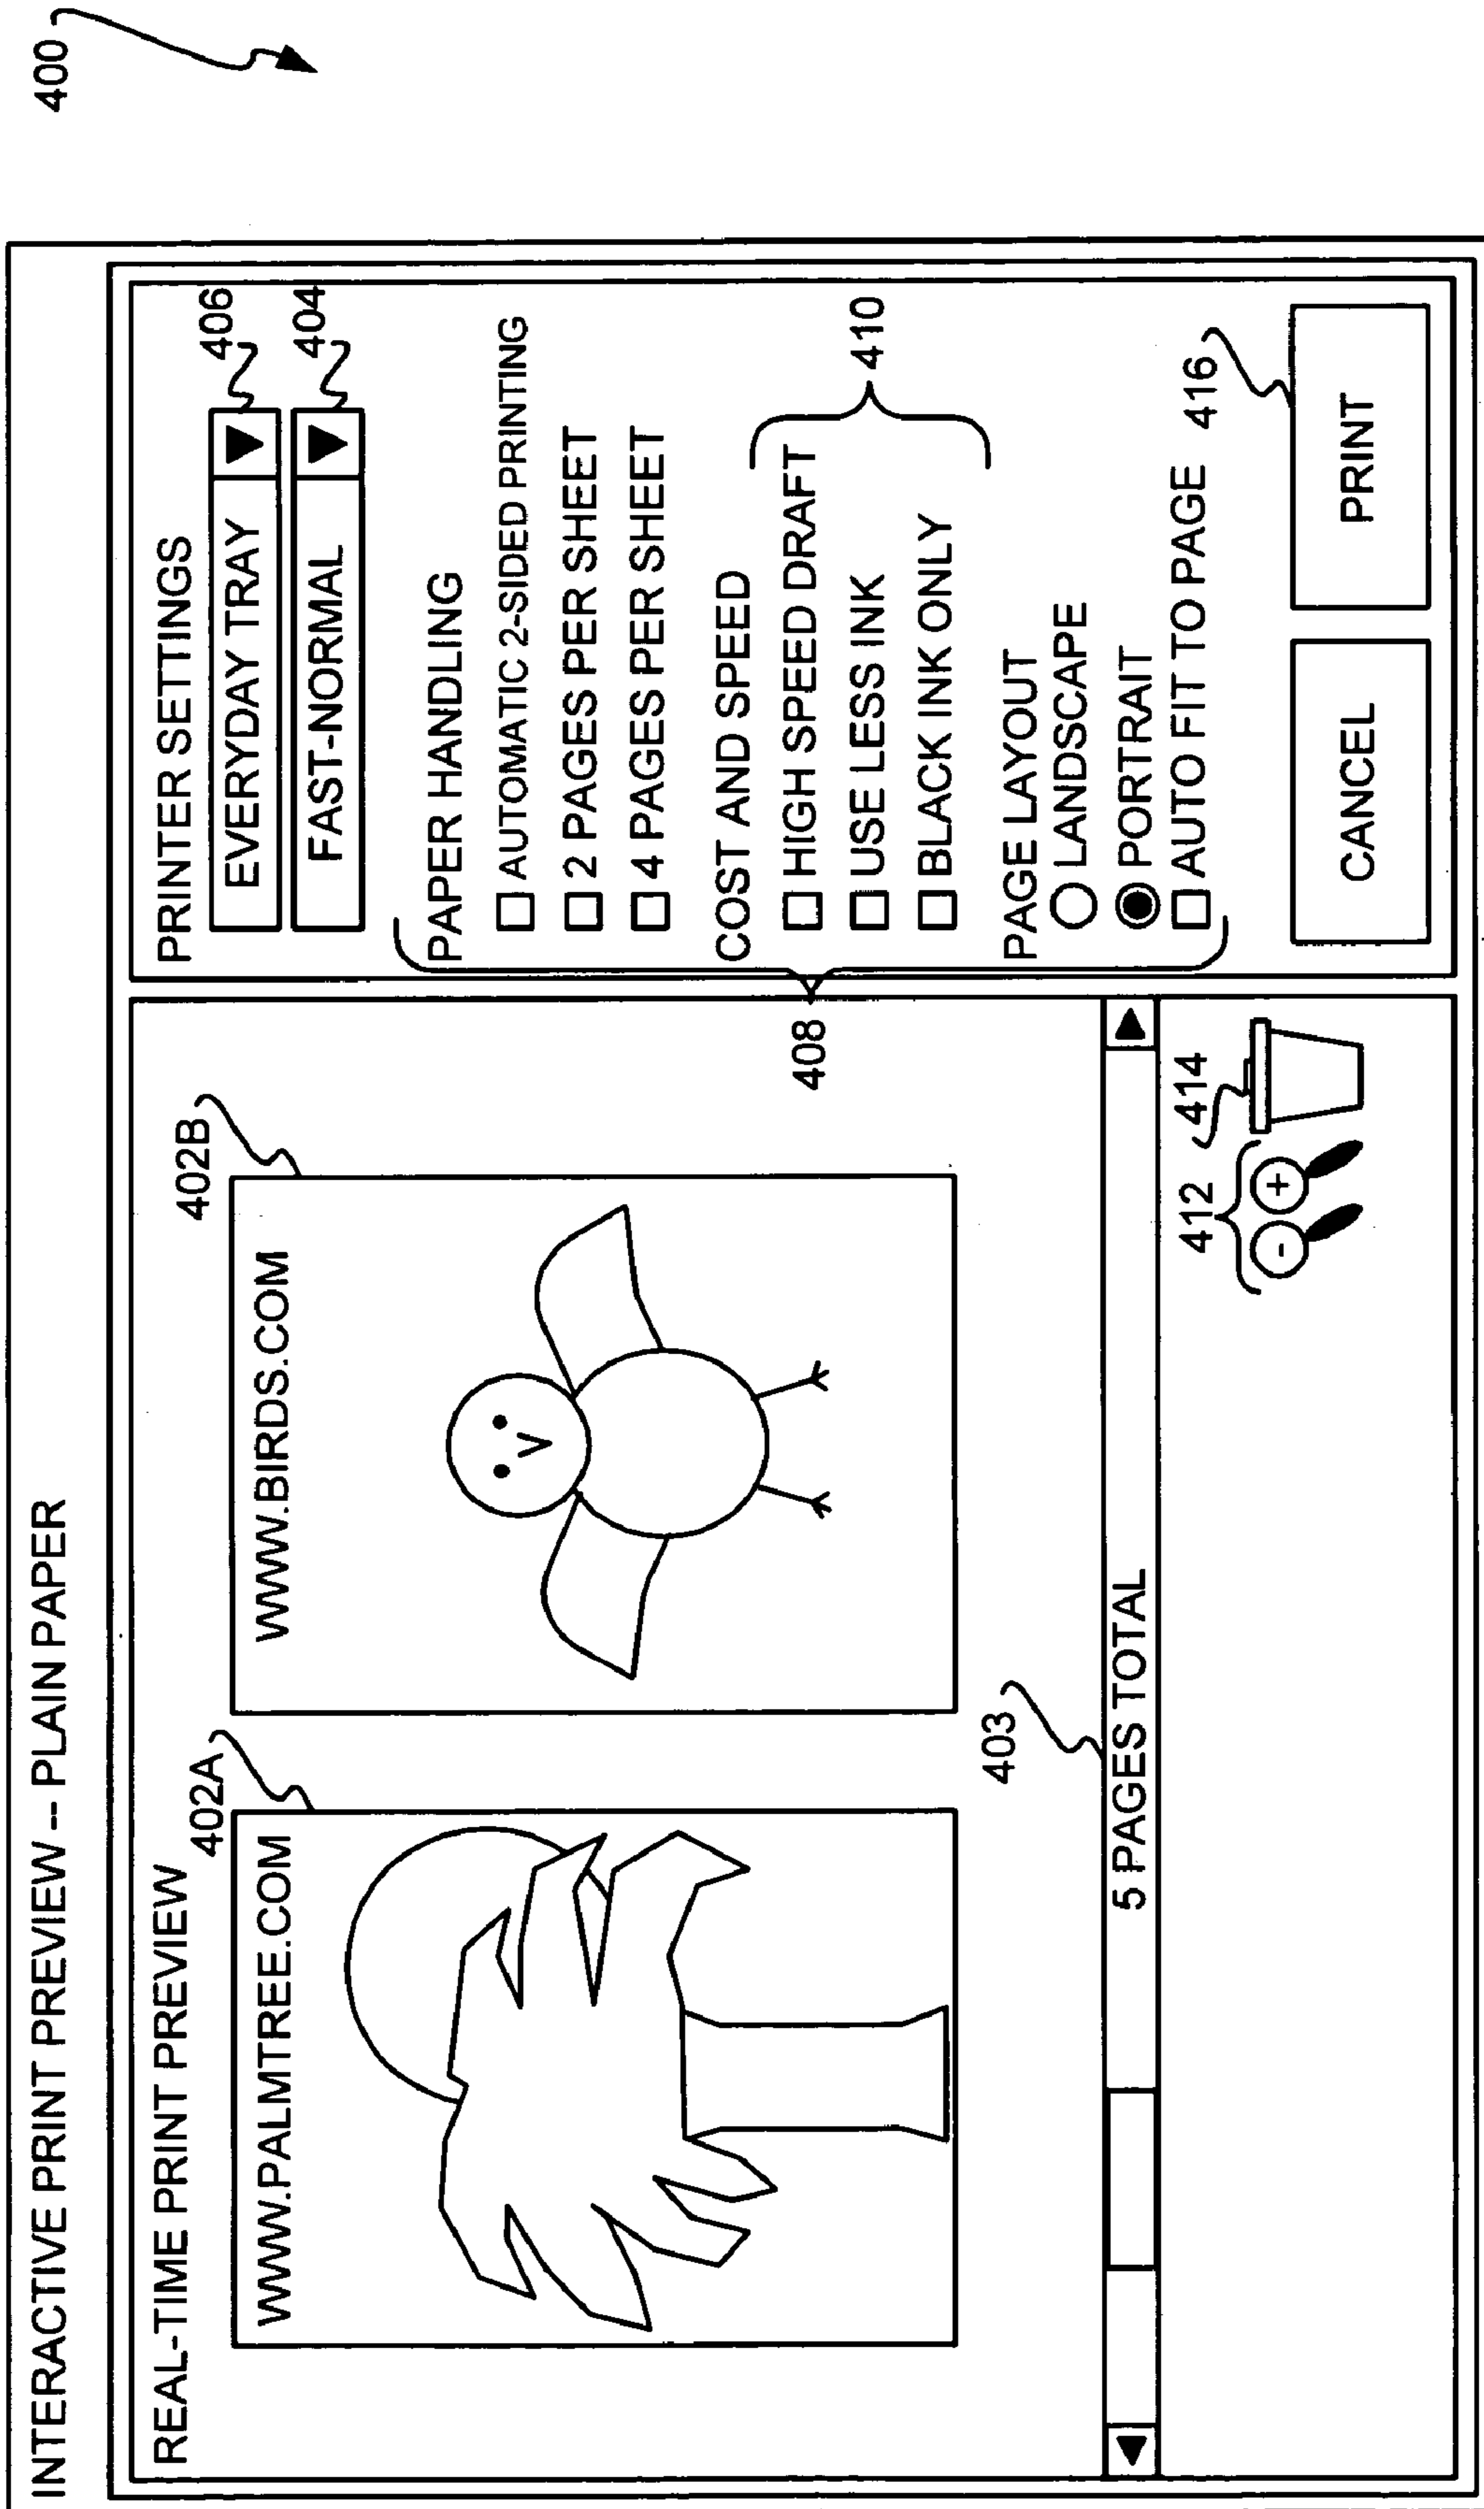 400
INTERACTIVE PRINT PREVIEW -- PLAIN PAPER
REAL-TIME PRINT PREVIEW
402A
WWW.PALMTREE.COM
402B
WWW.BIRDS.COM
408
403
5 PAGES TOTAL
412
-
+
414
PRINTER SETTINGS
EVERYDAY TRAY
406
FAST-NORMAL
404
PAPER HANDLING
AUTOMATIC 2-SIDED PRINTING
2 PAGES PER SHEET
4 PAGES PER SHEET
COST AND SPEED
HIGH SPEED DRAFT
USE LESS INK
410
BLACK INK ONLY
PAGE LAYOUT
LANDSCAPE
PORTRAIT
AUTO FIT TO PAGE
416
CANCEL
PRINT